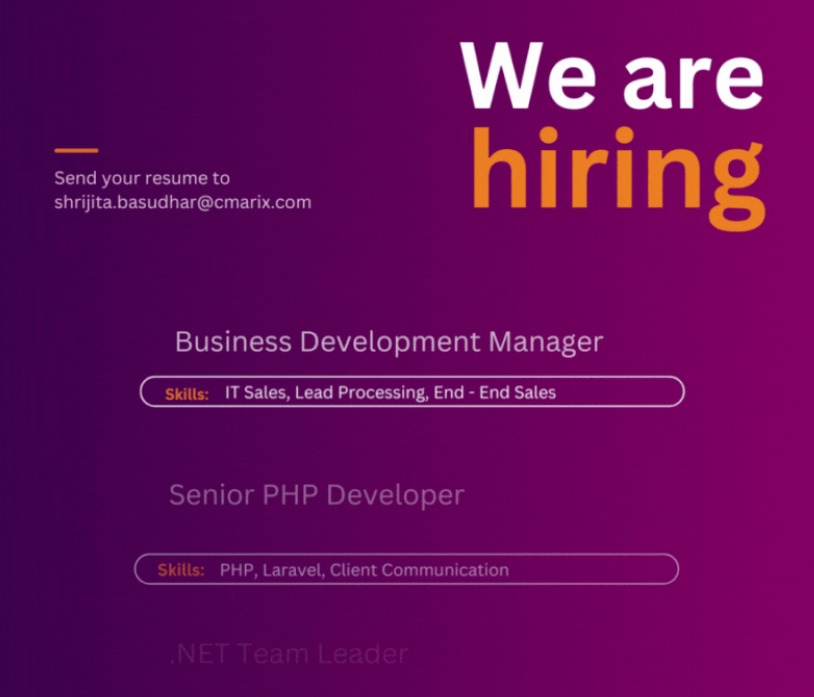 We are
hiring
Send your resume to
shrijita.basudhar@cmarix.com
Business Development Manager
Skills: IT Sales, Lead Processing, End - End Sales
Senior PHP Developer
Skills: PHP, Laravel, Client Communication
.NET Team Leader